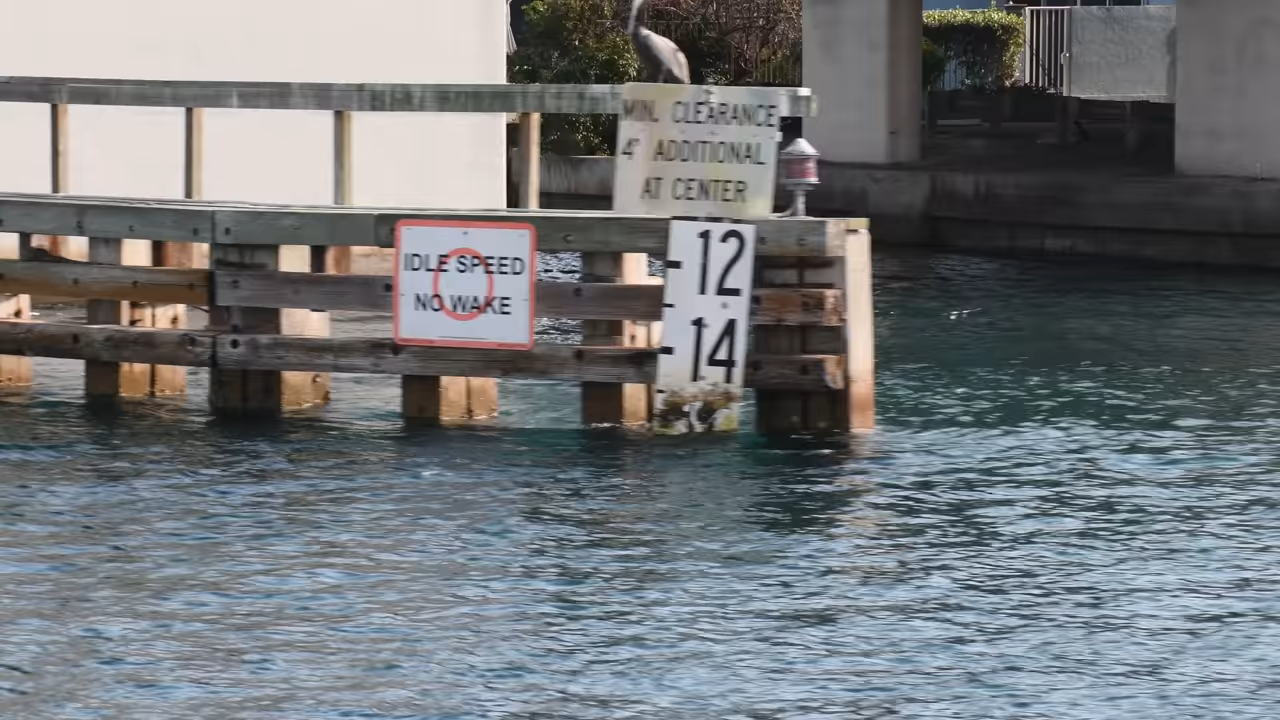 MIN. CLEARANCE
4' ADDITIONAL
AT CENTER
IDLE SPEED
NO WAKE
12
14